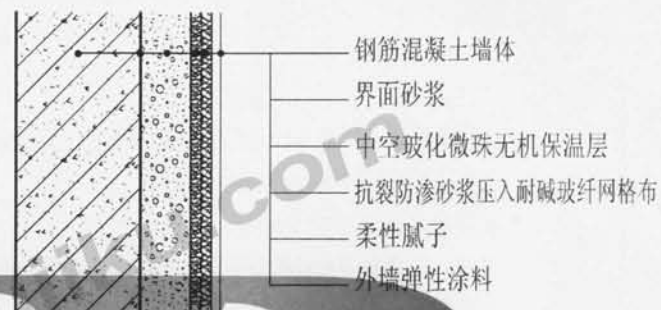 钢筋混凝土墙体
界面砂浆
中空玻化微珠无机保温层
抗裂防渗砂浆压入耐碱玻纤网格布
柔性腻子
外墙弹性涂料